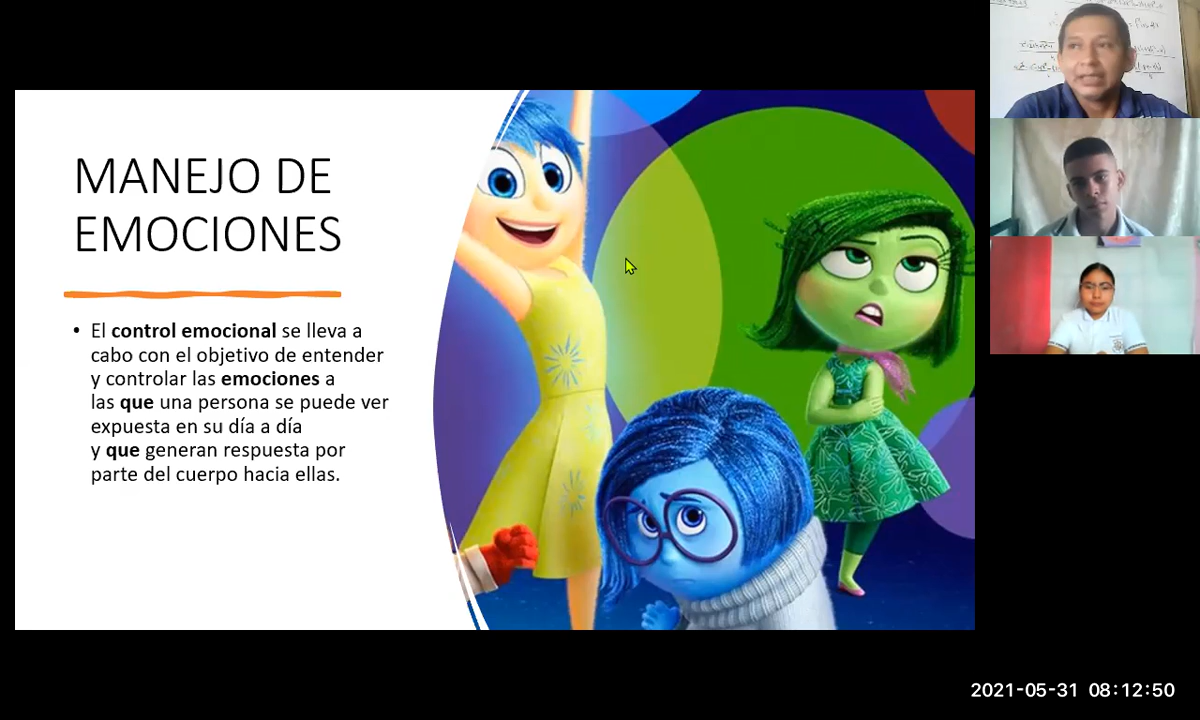 MANEJO DE
EMOCIONES
• El control emocional se lleva a
cabo con el objetivo de entender
y controlar las emociones a
las que una persona se puede ver
expuesta en su día a día
y que generan respuesta por
parte del cuerpo hacia ellas.
2021-05-31 08:12:50